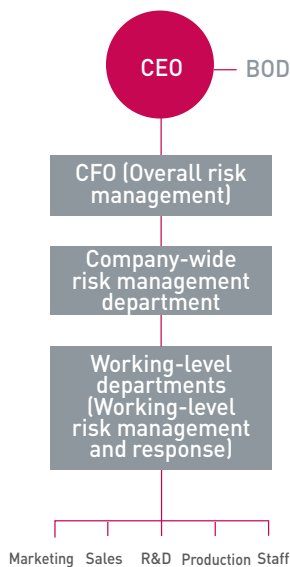 CEO
BOD
CFO (Overall risk
management)
Company-wide
risk management
department
Working-level
departments
(Working-level
risk management
and response)
Marketing Sales R&D Production Staff